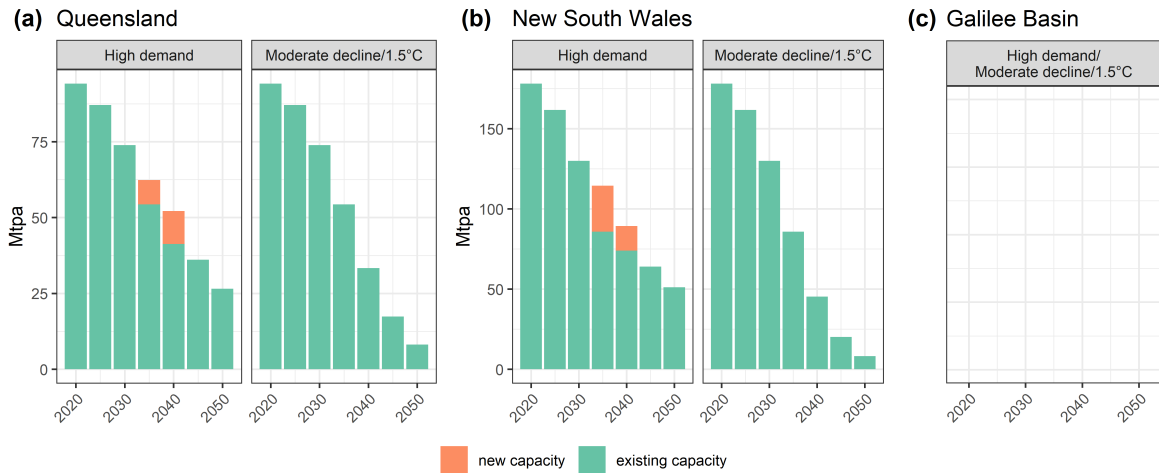 (a) Queensland
High demand
Moderate decline/1.5°C
Mtpa
75
50
25
0
2020
2030
2040
2050
2020
2030
2040
2050
(b) New South Wales
High demand
Moderate decline/1.5°C
Mtpa
150
100
50
0
2020
2030
2040
2050
2020
2030
2040
2050
(c) Galilee Basin
High demand/
Moderate decline/1.5°C
2020
2030
2040
2050
new capacity
existing capacity